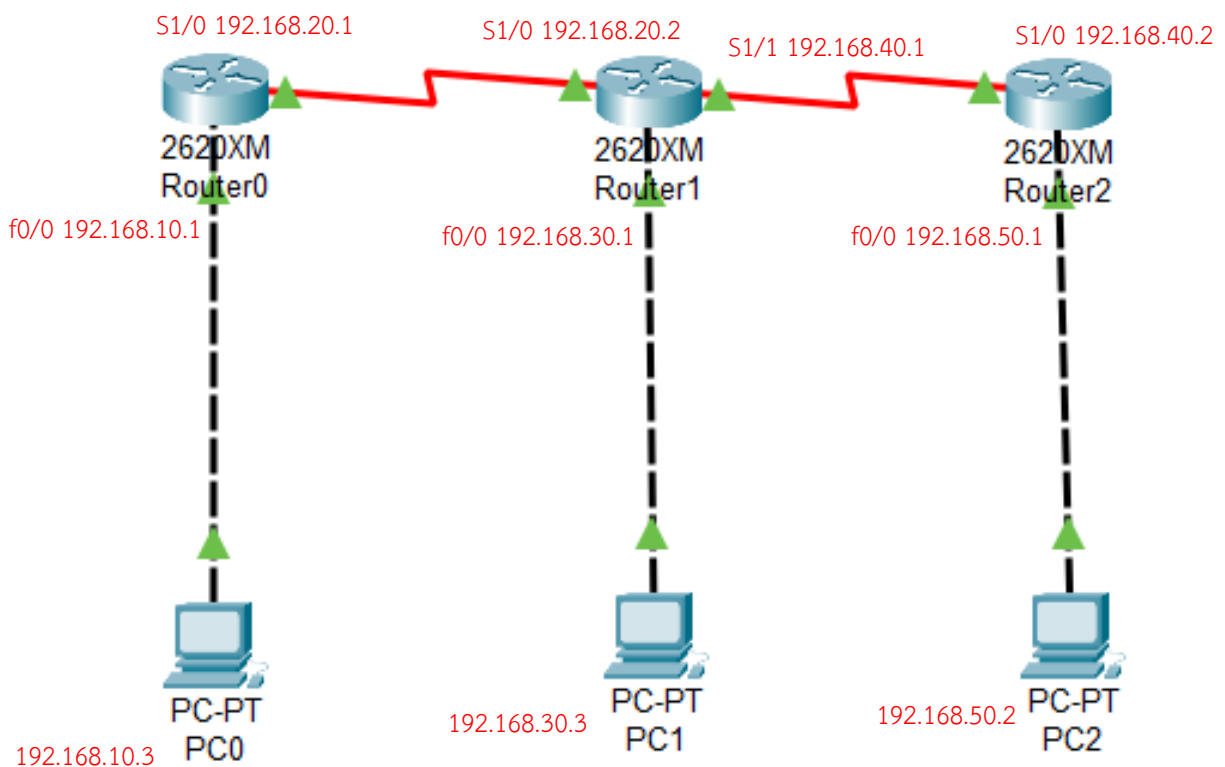 S1/0 192.168.20.1
S1/0 192.168.20.2
S1/1 192.168.40.1
S1/0 192.168.40.2
2620XM
Router0
2620XM
Router1
2620XM
Router2
f0/0 192.168.10.1
f0/0 192.168.30.1
f0/0 192.168.50.1
PC-PT
PC0
192.168.10.3
PC-PT
PC1
192.168.30.3
PC-PT
PC2
192.168.50.2